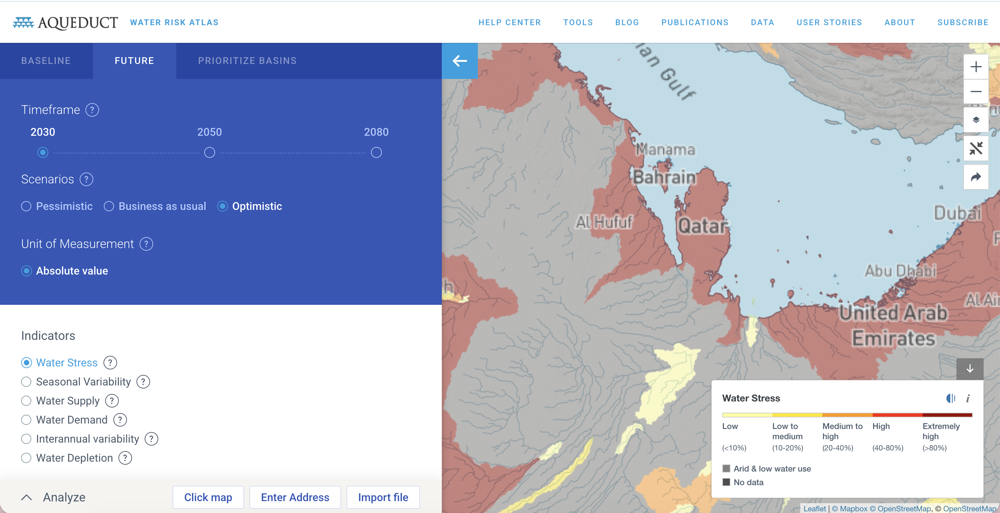 AQUEDUCT WATER RISK ATLAS
HELP CENTER TOOLS BLOG PUBLICATIONS DATA USER STORIES ABOUT SUBSCRIBE
BASELINE FUTURE PRIORITIZE BASINS
Timeframe ?
2030 2050 2080
Scenarios ?
Pessimistic Business as usual Optimistic
Unit of Measurement ?
Absolute value
Indicators
Water Stress ?
Seasonal Variability ?
Water Supply ?
Water Demand ?
Interannual variability ?
Water Depletion ?
Analyze Click map Enter Address Import file
Gulf
Manama
Bahrain
Al Hufuf
Qatar
Dubai
Abu Dhabi
United Arab
Emirates
Water Stress i
Low Low to medium Medium to high High Extremely high
(<10%) (10-20%) (20-40%) (40-80%) (>80%)
Arid & low water use
No data
Leaflet | © Mapbox © OpenStreetMap, © OpenStreetMap